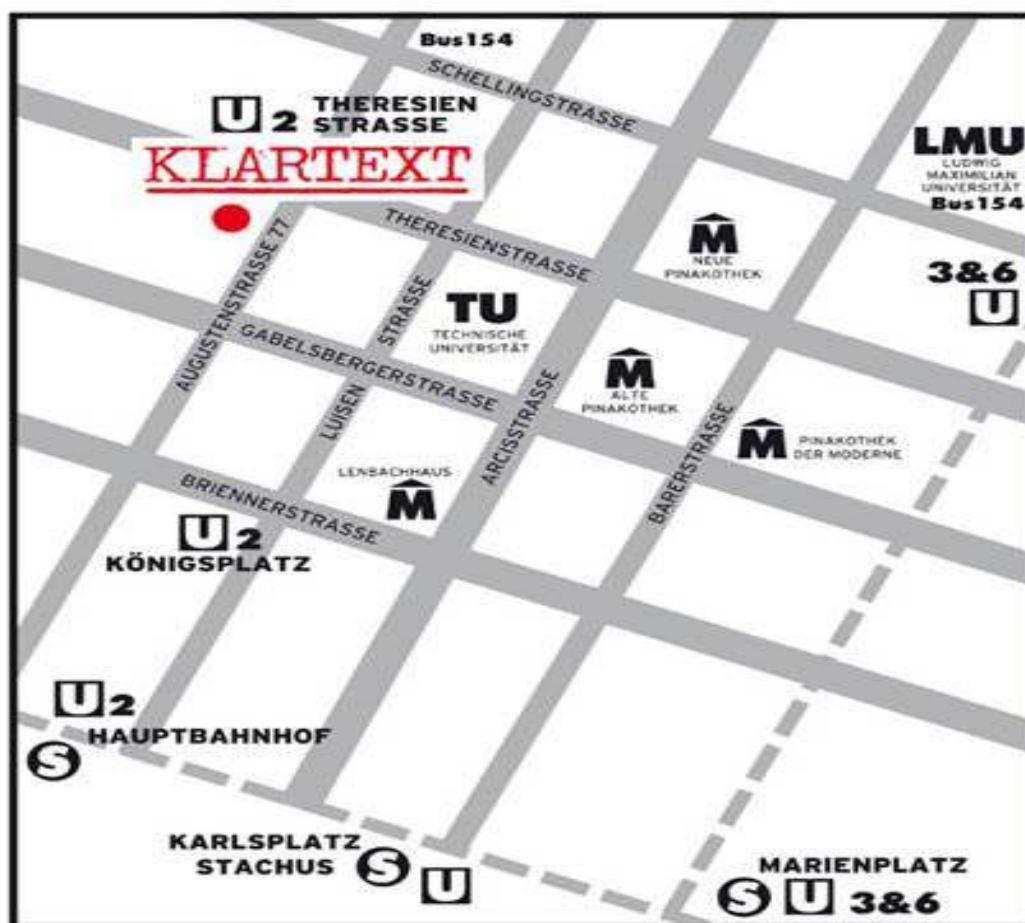 Bus154
SCHELLINGSTRASSE
U 2 THERESIEN
STRASSE
KLARTEXT
LMU
LUDWIG
MAXIMILIAN
UNIVERSITÄT
Bus154
AUGUSTENSTRASSE 77
THERESIENSTRASSE
M
NEUE
PINAKOTHEK
3&6
U
LUISEN STRASSE
TU
TECHNISCHE
UNIVERSITÄT
GABELSBERGERSTRASSE
M
ALTE
PINAKOTHEK
ARCISSTRASSE
BARERSTRASSE
M PINAKOTHEK
DER MODERNE
LENBACHHAUS
M
BRIENNERSTRASSE
U 2
KÖNIGSPLATZ
U 2
HAUPTBAHNHOF
S
KARLSPLATZ
STACHUS S U
MARIENPLATZ
S U 3&6